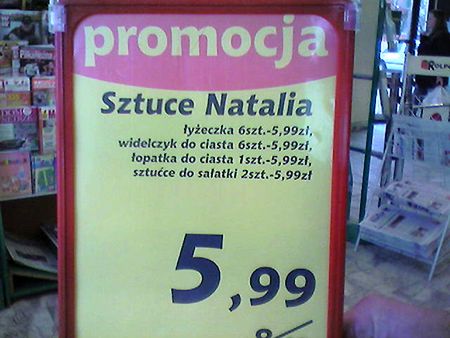 promocja
Sztuce Natalia
łyżeczka 6szt.-5,99zł,
widelczyk do ciasta 6szt.-5,99zł,
łopatka do ciasta 1szt.-5,99zł,
sztućce do sałatki 2szt.-5,99zł
5,99